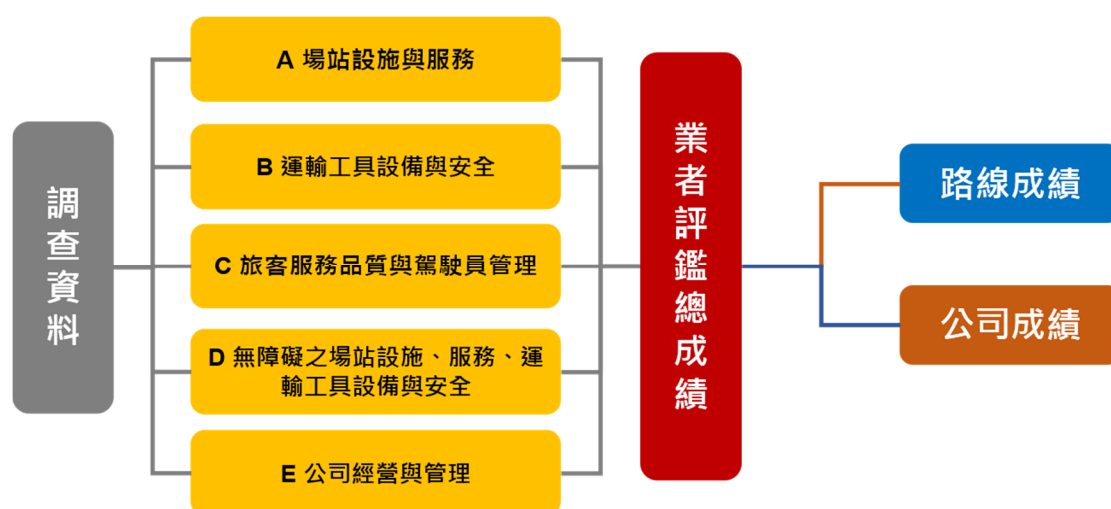 調查資料
A 場站設施與服務
B 運輸工具設備與安全
C 旅客服務品質與駕駛員管理
D 無障礙之場站設施、服務、運
輸工具設備與安全
E 公司經營與管理
業者評鑑總成績
路線成績
公司成績